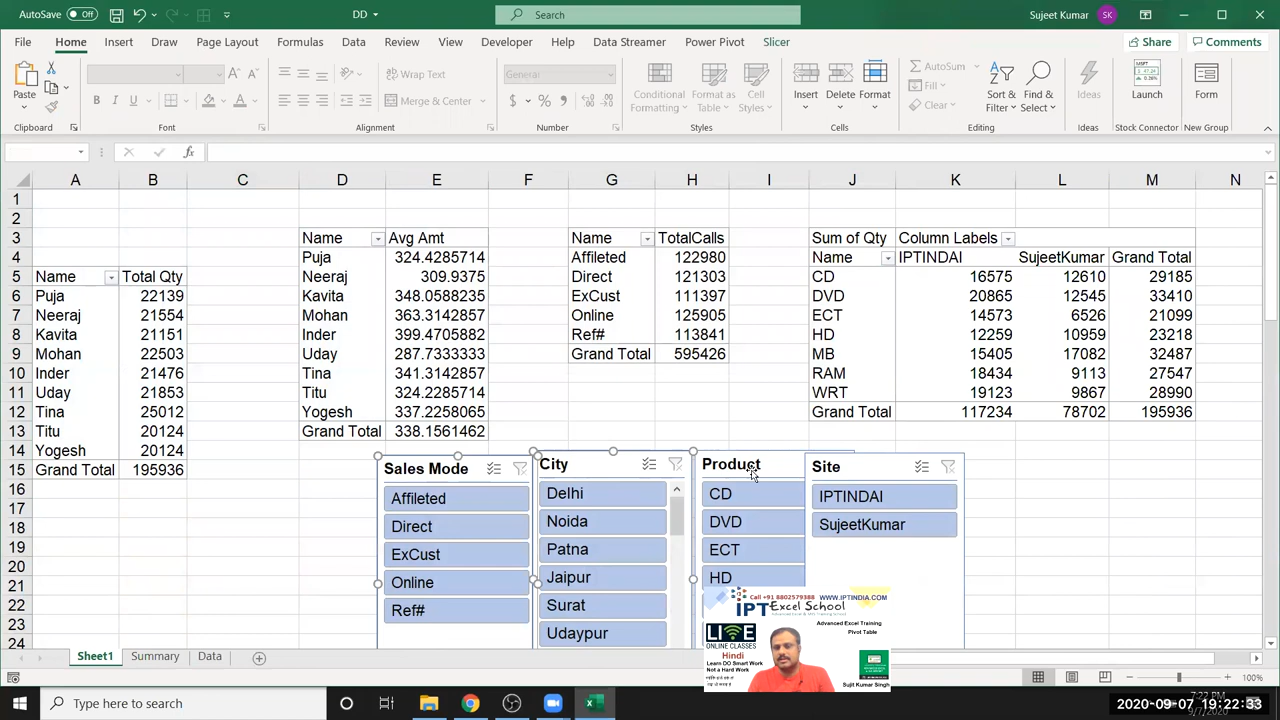 AutoSave Off
DD
Search
Sujeet Kumar SK
File Home Insert Draw Page Layout Formulas Data Review View Developer Help Data Streamer Power Pivot Slicer
Share Comments
Paste
Wrap Text
Merge & Center
General
Conditional Formatting
Format as Table
Cell Styles
Insert Delete Format
AutoSum
Fill
Clear
Sort & Filter
Find & Select
Ideas
Launch
Form
Clipboard Font Alignment Number Styles Cells Editing Ideas Stock Connector New Group
A B C D E F G H I J K L M N
1
2
3 Name Avg Amt Name TotalCalls Sum of Qty Column Labels
4 Puja 324.4285714 Affileted 122980 Name IPTINDAI SujeetKumar Grand Total
5 Name Total Qty Neeraj 309.9375 Direct 121303 CD 16575 12610 29185
6 Puja 22139 Kavita 348.0588235 ExCust 111397 DVD 20865 12545 33410
7 Neeraj 21554 Mohan 363.3142857 Online 125905 ECT 14573 6526 21099
8 Kavita 21151 Inder 399.4705882 Ref# 113841 HD 12259 10959 23218
9 Mohan 22503 Uday 287.7333333 Grand Total 595426 MB 15405 17082 32487
10 Inder 21476 Tina 341.3142857 RAM 18434 9113 27547
11 Uday 21853 Titu 324.2285714 WRT 19123 9867 28990
12 Tina 25012 Yogesh 337.2258065 Grand Total 117234 78702 195936
13 Titu 20124 Grand Total 338.1561462
14 Yogesh 20124
15 Grand Total 195936
16
17
18
19
20
21
22
23
24
Sales Mode
Affileted
Direct
ExCust
Online
Ref#
City
Delhi
Noida
Patna
Jaipur
Surat
Udaypur
Product
CD
DVD
ECT
HD
Site
IPTINDAI
SujeetKumar
Call +91 8802579388 WWW.IPTINDIA.COM
IPT Excel School
Advanced Excel Training
Pivot Table
LIVE
ONLINE CLASSES
Hindi
Learn DO Smart Work
Not a Hard Work
Sujit Kumar Singh
Sheet1 Summary Data
100%
Type here to search
7:22 PM
9/7/2020
2020-09-07 19:22:33